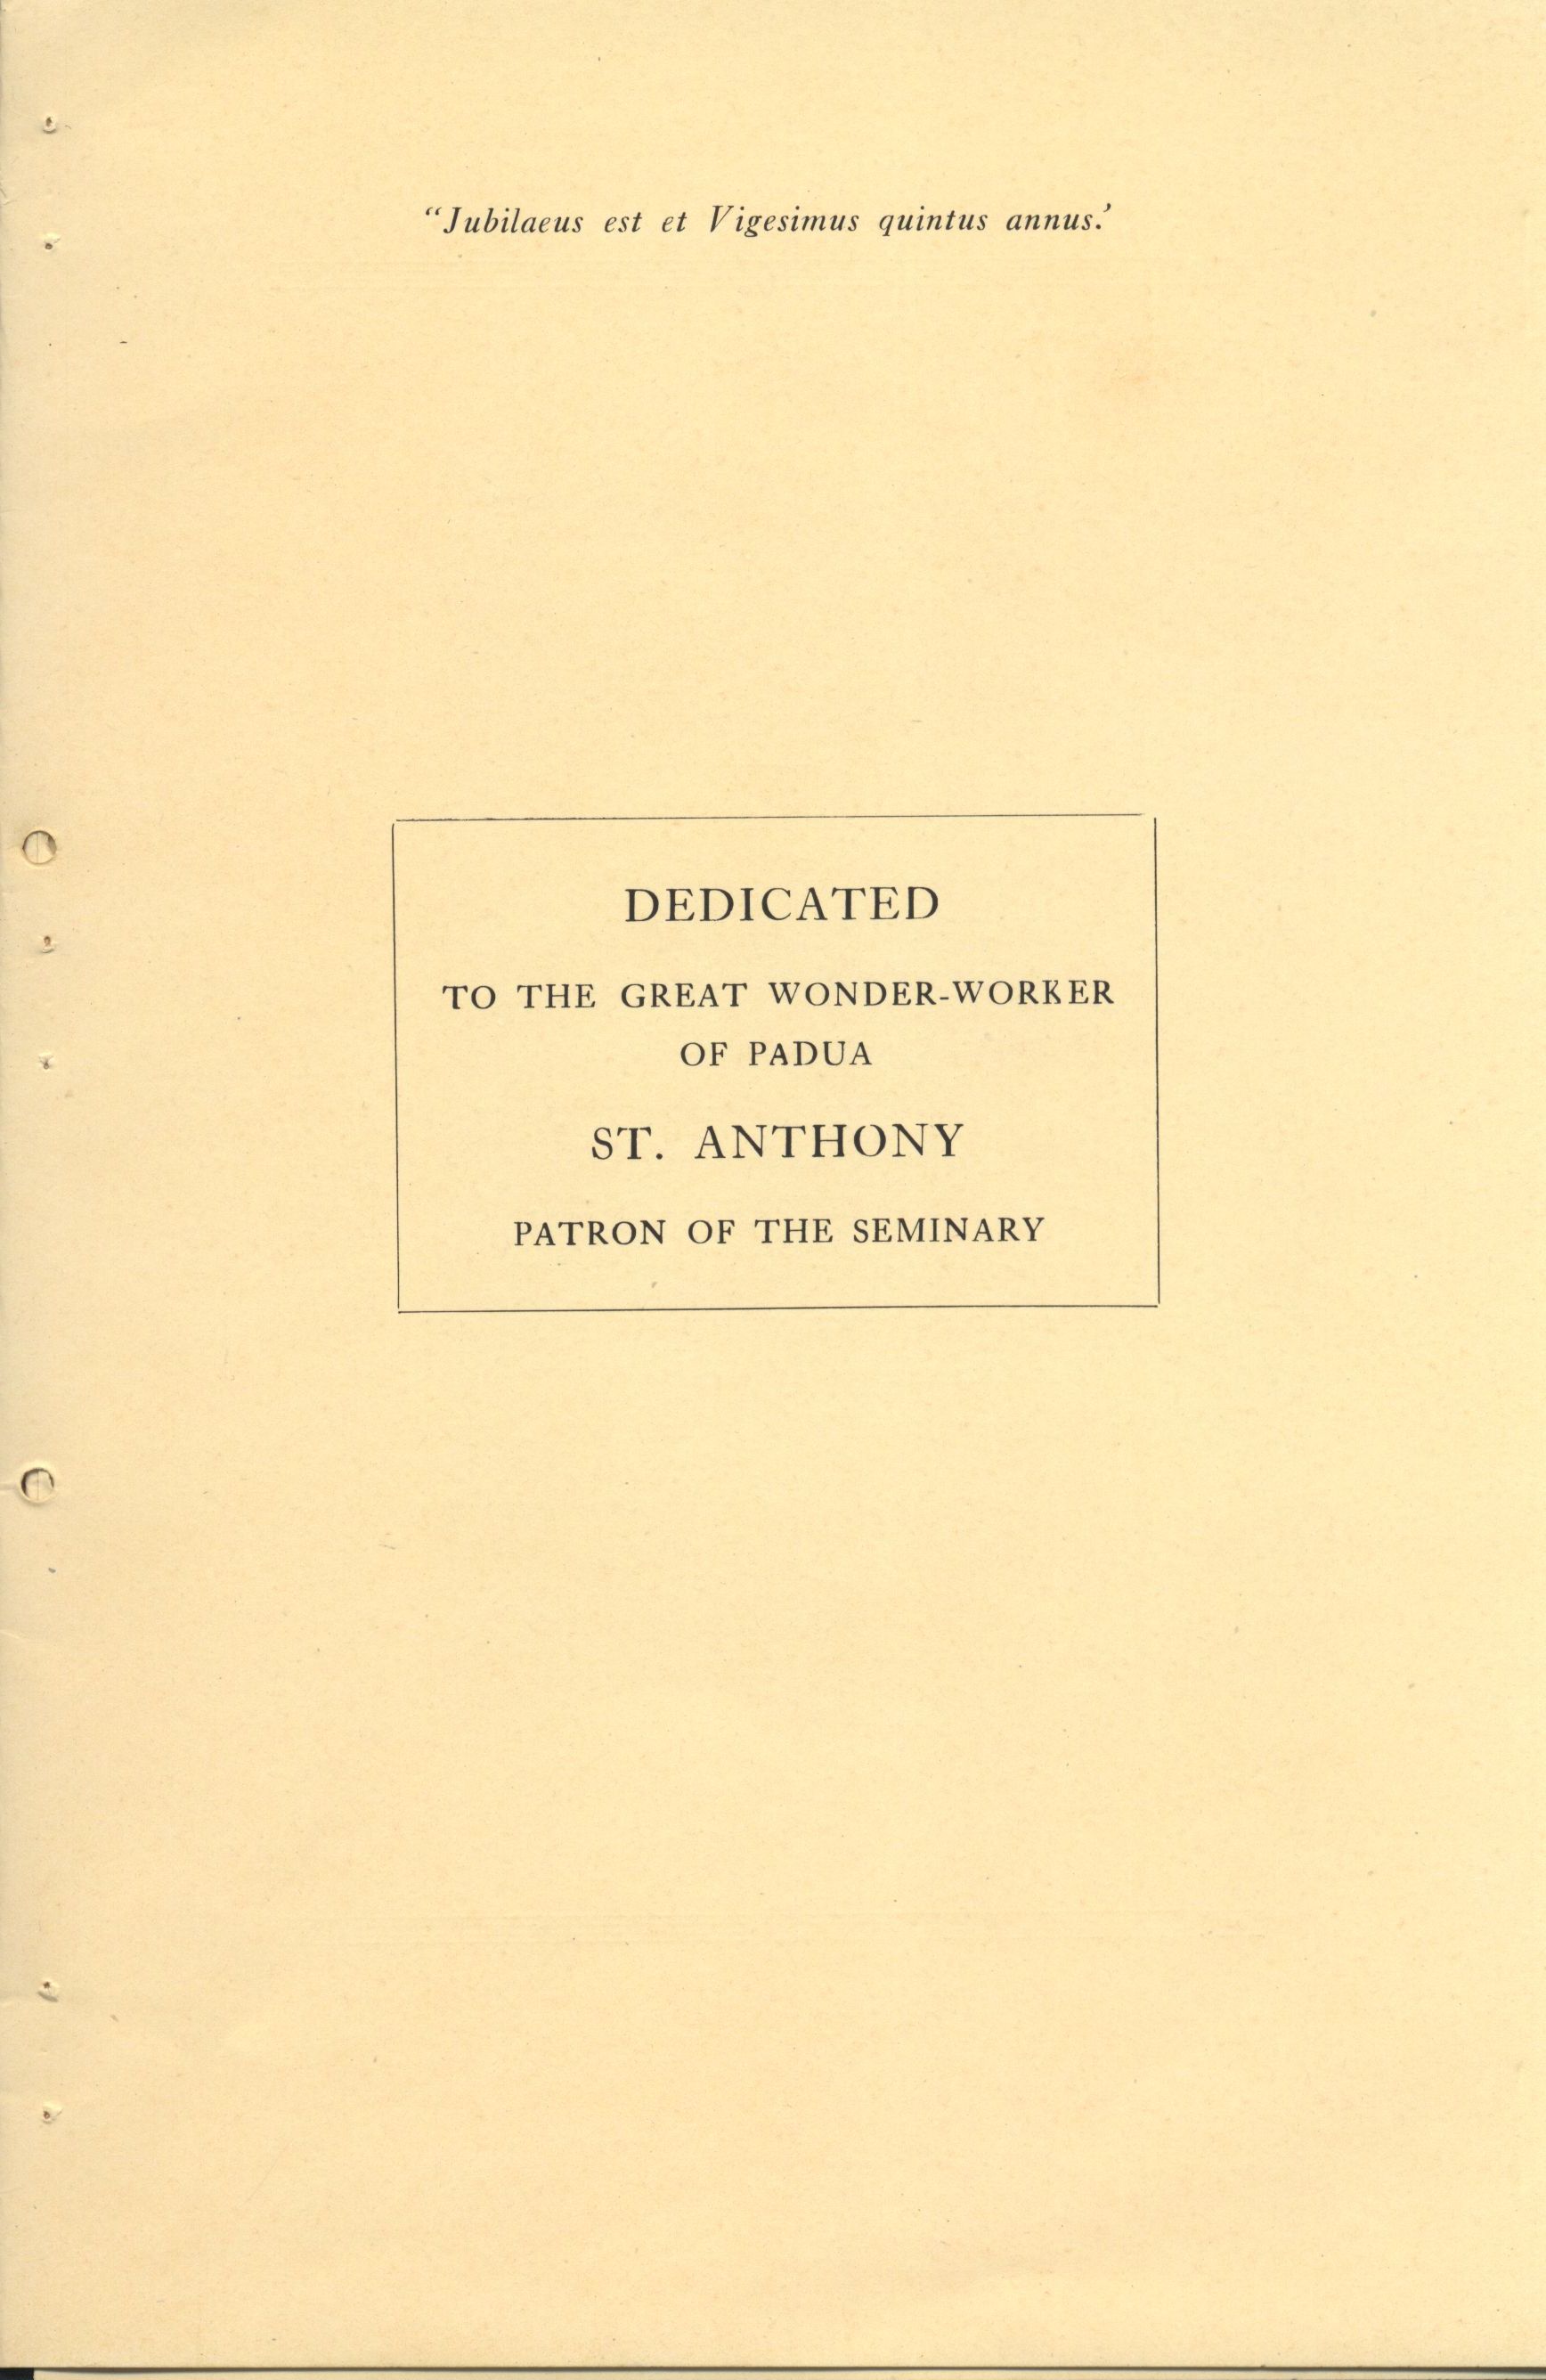 "Jubilaeus est et Vigesimus quintus annus.'
DEDICATED
TO THE GREAT WONDER-WORKER
OF PADUA
ST. ANTHONY
PATRON OF THE SEMINARY